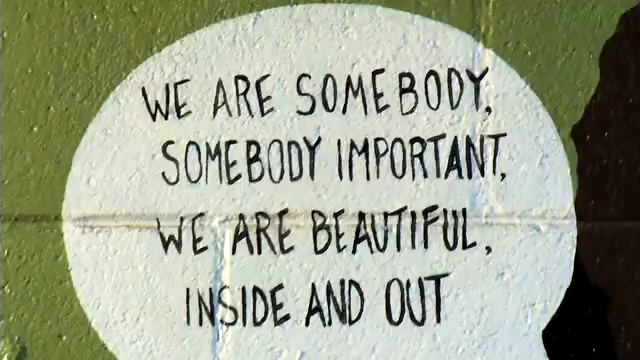 WE ARE SOMEBODY,
SOMEBODY IMPORTANT,
WE ARE BEAUTIFUL,
INSIDE AND OUT